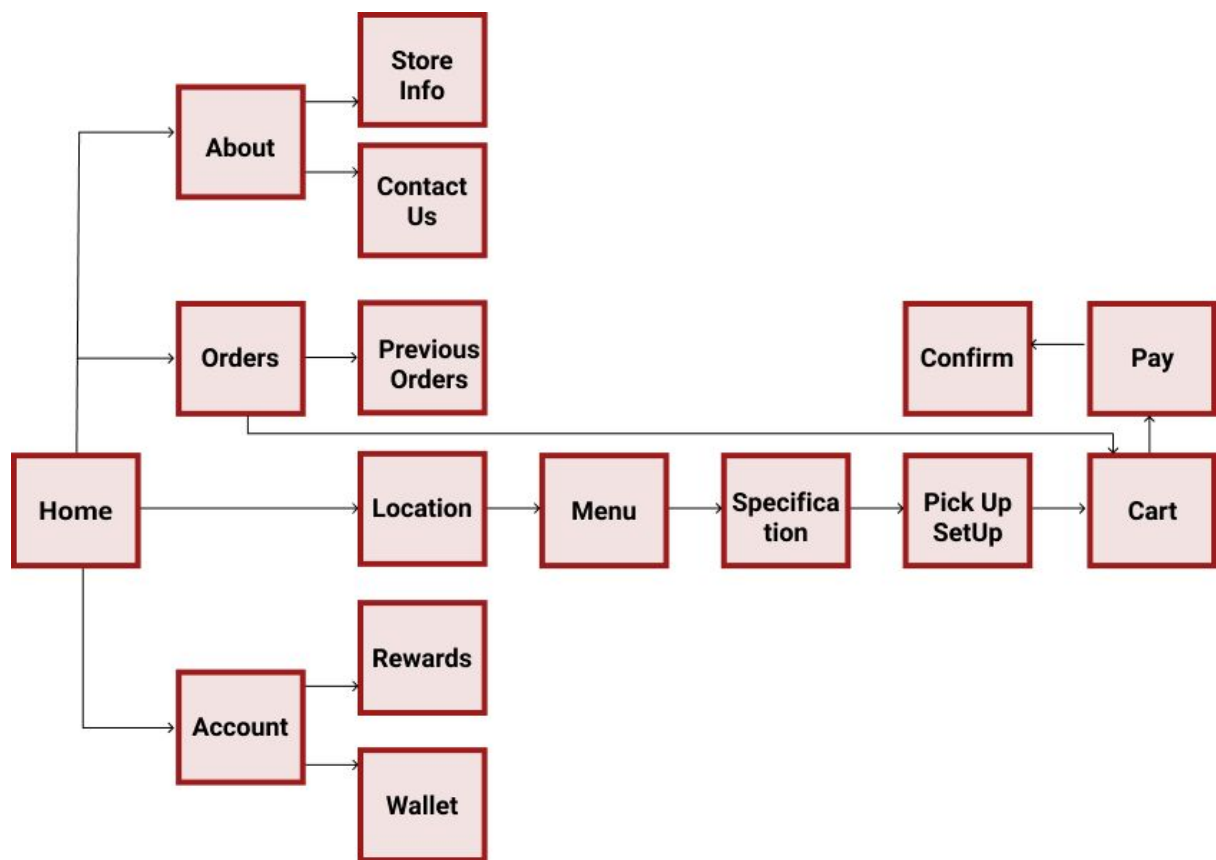 Store
Info
About
Contact
Us
Orders
Previous
Orders
Confirm
Pay
Home
Location
Menu
Specifica
tion
Pick Up
SetUp
Cart
Rewards
Account
Wallet